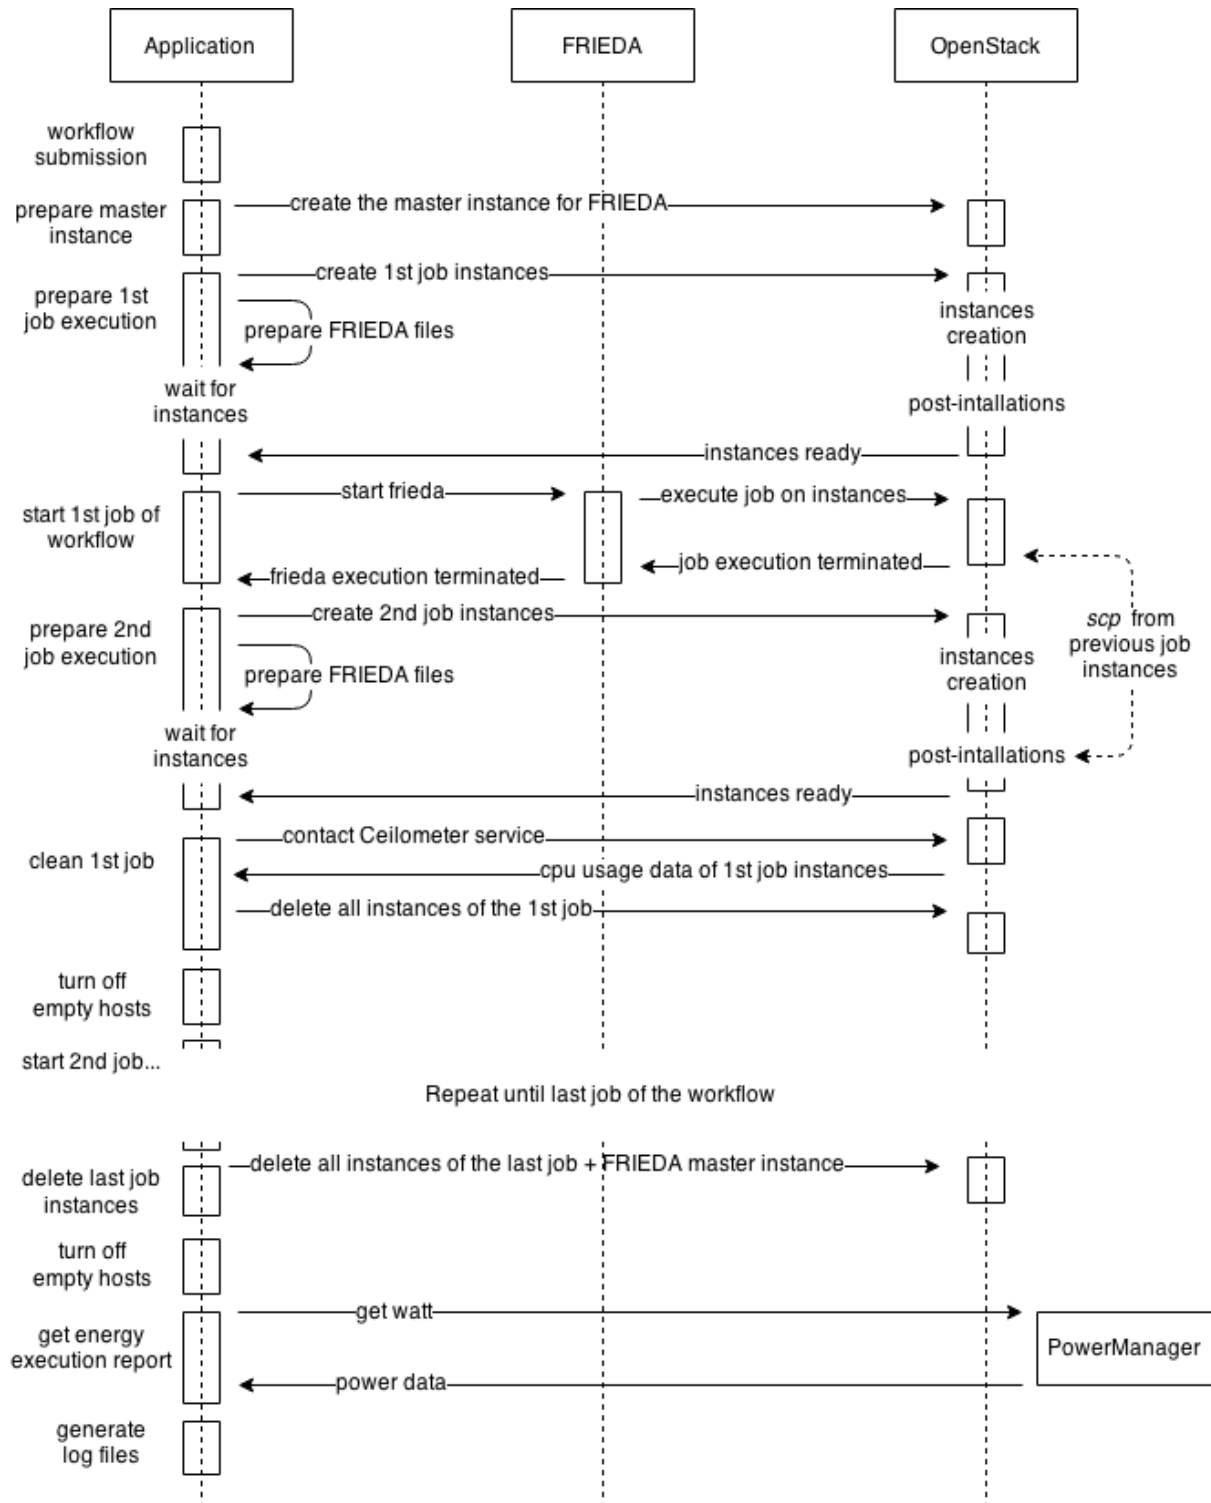 Application
FRIEDA
OpenStack
workflow
submission
prepare master
instance
create the master instance for FRIEDA
create 1st job instances
prepare 1st
job execution
prepare FRIEDA files
instances
creation
wait for
instances
post-intallations
instances ready
start frieda
execute job on instances
start 1st job of
workflow
job execution terminated
frieda execution terminated
create 2nd job instances
prepare 2nd
job execution
scp from
previous job
instances
prepare FRIEDA files
instances
creation
wait for
instances
post-intallations
instances ready
contact Ceilometer service
clean 1st job
cpu usage data of 1st job instances
delete all instances of the 1st job
turn off
empty hosts
start 2nd job...
Repeat until last job of the workflow
delete all instances of the last job + FRIEDA master instance
delete last job
instances
turn off
empty hosts
get watt
get energy
execution report
PowerManager
power data
generate
log files